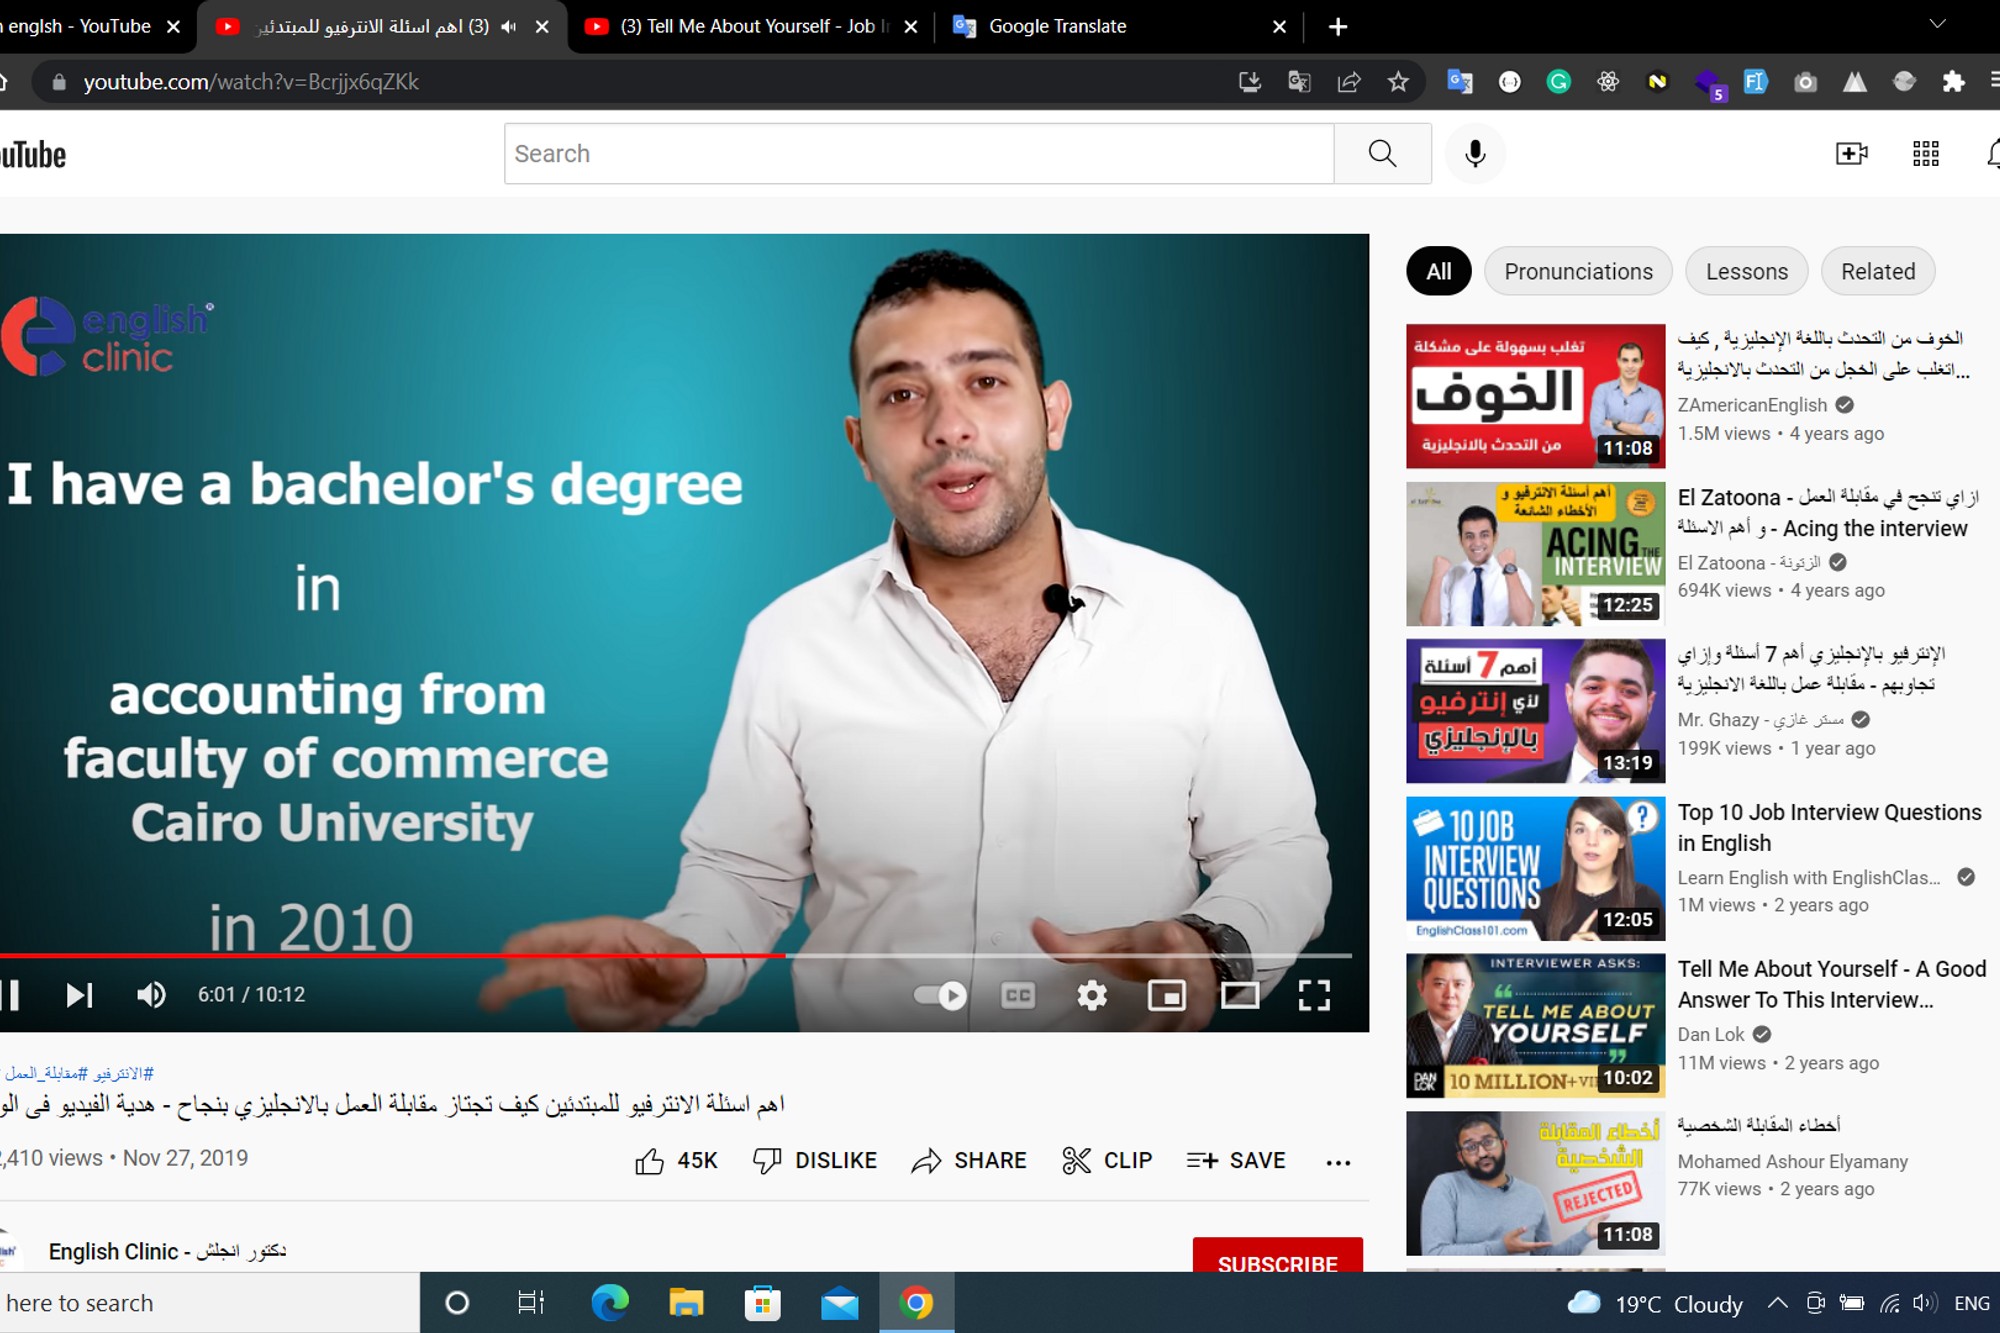 englsh - YouTube
(3) اهم اسئلة الانترفيو للمبتدئين
(3) Tell Me About Yourself - Job
Google Translate
youtube.com/watch?v=Bcrjjx6qZKk
5
uTube
Search
english®
clinic
I have a bachelor's degree
in
accounting from
faculty of commerce
Cairo University
in 2010
6:01 / 10:12
CC
#الانترفيو #مقابلة_العمل
اهم اسئلة الانترفيو للمبتدئين كيف تجتاز مقابلة العمل بالانجليزي بنجاح - هدية الفيديو فى
,410 views • Nov 27, 2019
45K
DISLIKE
SHARE
CLIP
SAVE
English Clinic - دكتور انجلش
SUBSCRIBE
All
Pronunciations
Lessons
Related
تغلب بسهولة على مشكلة
الخوف
من التحدث بالانجليزية
11:08
الخوف من التحدث باللغة الإنجليزية , كيف
اتغلب على الخجل من التحدث بالانجليزية...
ZAmericanEnglish
1.5M views • 4 years ago
أهم أسئلة الانترفيو و
الأخطاء الشائعة
ACING THE
INTERVIEW
12:25
El Zatoona - ازاي تنجح في مقابلة العمل
و أهم الاسئلة - Acing the interview
El Zatoona - الزتونة
694K views • 4 years ago
أهم 7 أسئلة
لأي إنترفيو
بالإنجليزي
13:19
الإنترفيو بالإنجليزي أهم 7 أسئلة وإزاي
تجاوبهم - مقابلة عمل باللغة الانجليزية
Mr. Ghazy - مستر غازي
199K views • 1 year ago
10 JOB
INTERVIEW
QUESTIONS
EnglishClass101.com
12:05
Top 10 Job Interview Questions
in English
Learn English with EnglishClas...
1M views • 2 years ago
INTERVIEWER ASKS:
TELL ME ABOUT
YOURSELF
DAN
LOK
10 MILLION+
10:02
Tell Me About Yourself - A Good
Answer To This Interview...
Dan Lok
11M views • 2 years ago
أخطاء المقابلة
الشخصية
REJECTED
11:08
أخطاء المقابلة الشخصية
Mohamed Ashour Elyamany
77K views • 2 years ago
here to search
19°C Cloudy
ENG